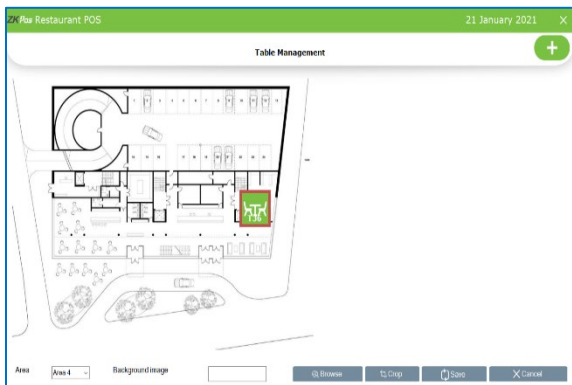 ZKPos Restaurant POS 21 January 2021 X
Table Management
T36
Area Area 4 Background image Browse Crop Save Cancel